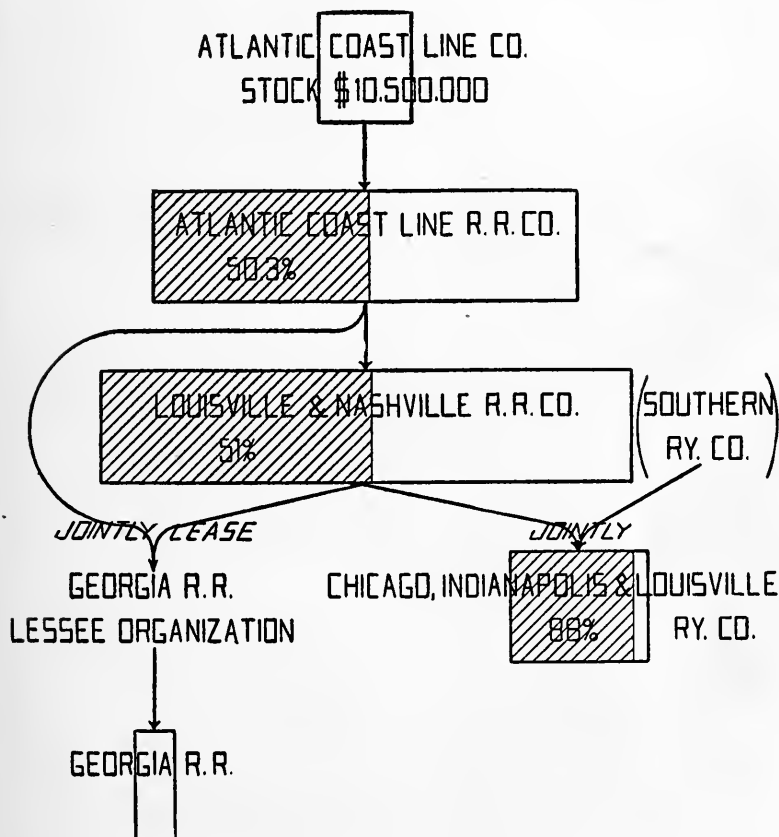 ATLANTIC COAST LINE CO.
STOCK $10.500.000
ATLANTIC COAST LINE R.R.CO.
50.3%
LOUISVILLE & NASHVILLE R.R.CO.
51%
(SOUTHERN
RY. CO.)
JOINTLY LEASE
JOINTLY
GEORGIA R.R.
LESSEE ORGANIZATION
CHICAGO, INDIANAPOLIS & LOUISVILLE
RY. CO.
88%
GEORGIA R.R.